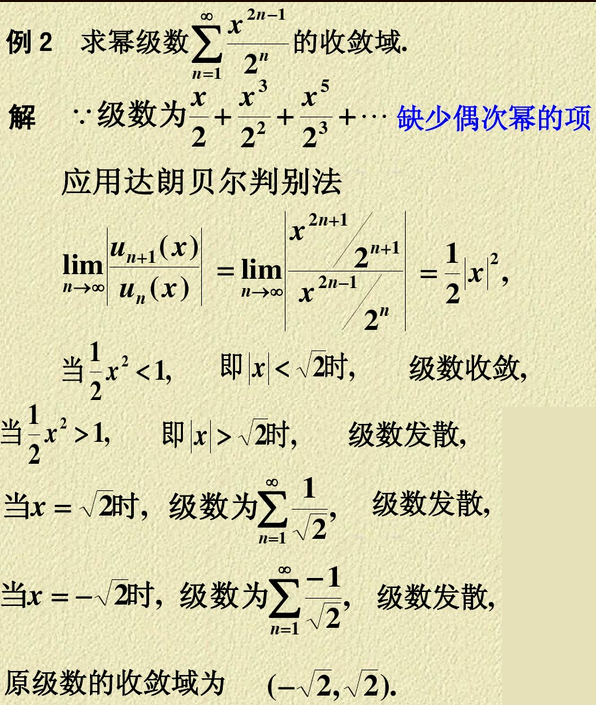 例 2 求幂级数 \sum_{n=1}^{\infty} \frac{x^{2n-1}}{2^n} 的收敛域.
解 ∵级数为 \frac{x}{2} + \frac{x^3}{2^2} + \frac{x^5}{2^3} + \cdots 缺少偶次幂的项
应用达朗贝尔判别法
\lim_{n\to\infty} \left| \frac{u_{n+1}(x)}{u_n(x)} \right| = \lim_{n\to\infty} \left| \frac{x^{2n+1}/2^{n+1}}{x^{2n-1}/2^n} \right| = \frac{1}{2}|x|^2,
当 \frac{1}{2}x^2 < 1, 即 |x| < \sqrt{2} 时, 级数收敛,
当 \frac{1}{2}x^2 > 1, 即 |x| > \sqrt{2} 时, 级数发散,
当 x = \sqrt{2} 时, 级数为 \sum_{n=1}^{\infty} \frac{1}{\sqrt{2}}, 级数发散,
当 x = -\sqrt{2} 时, 级数为 \sum_{n=1}^{\infty} \frac{-1}{\sqrt{2}}, 级数发散,
原级数的收敛域为 (-\sqrt{2}, \sqrt{2}).